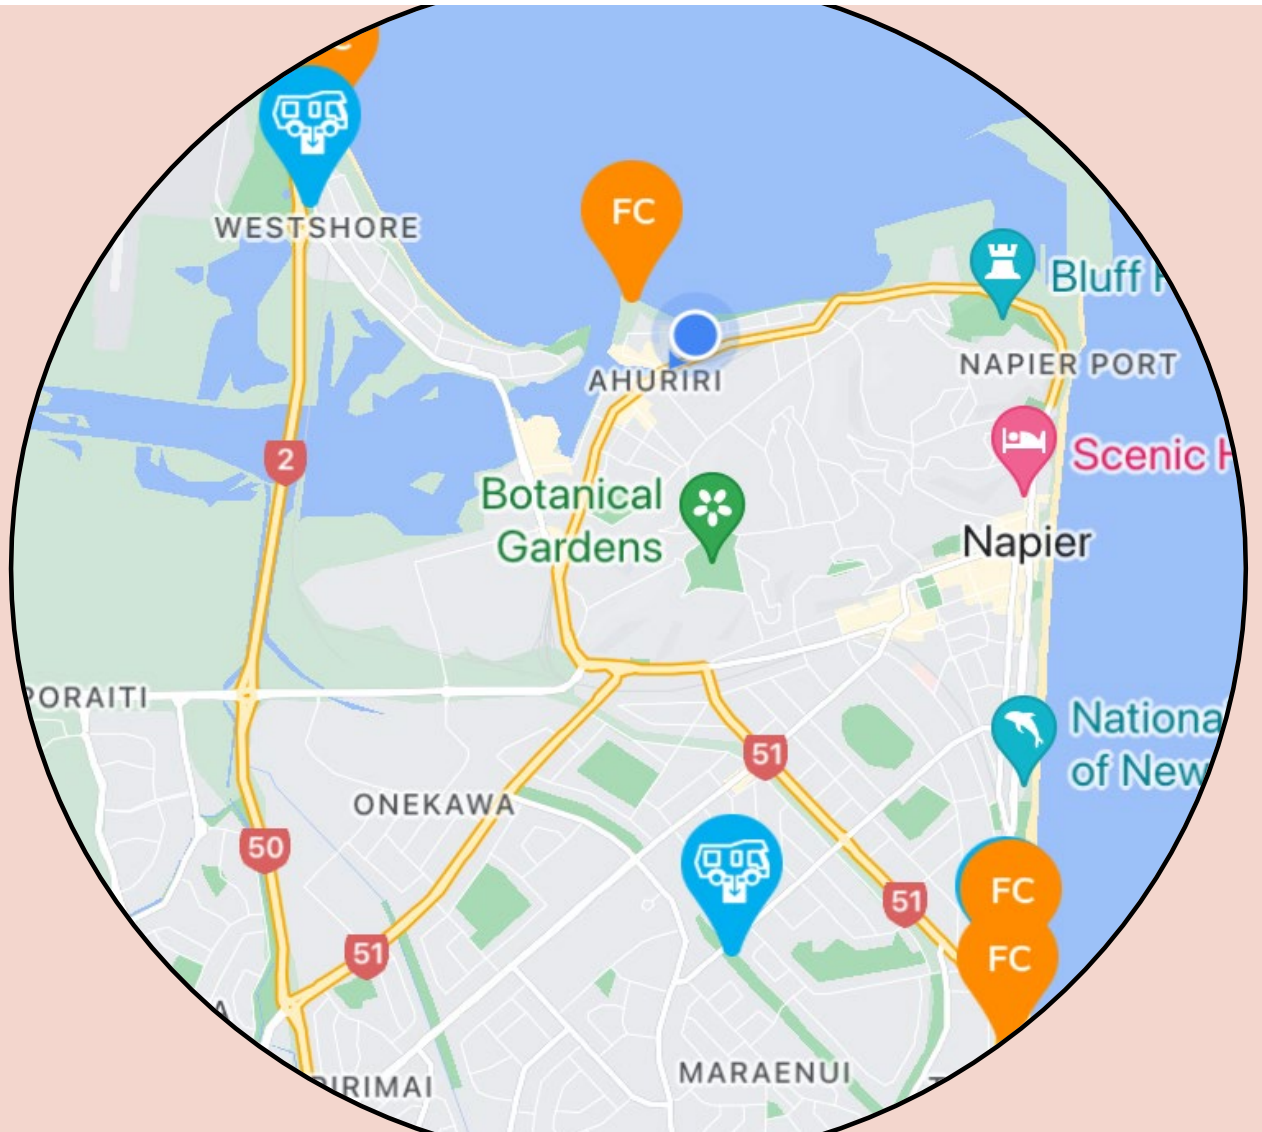 C
FC
WESTSHORE
Bluff H
AHURIRI
NAPIER PORT
2
Scenic H
Botanical
Gardens
Napier
PORAITI
Nationa
of New
51
ONEKAWA
50
FC
51
51
FC
A
MARAENUI
PIRIMAI
T